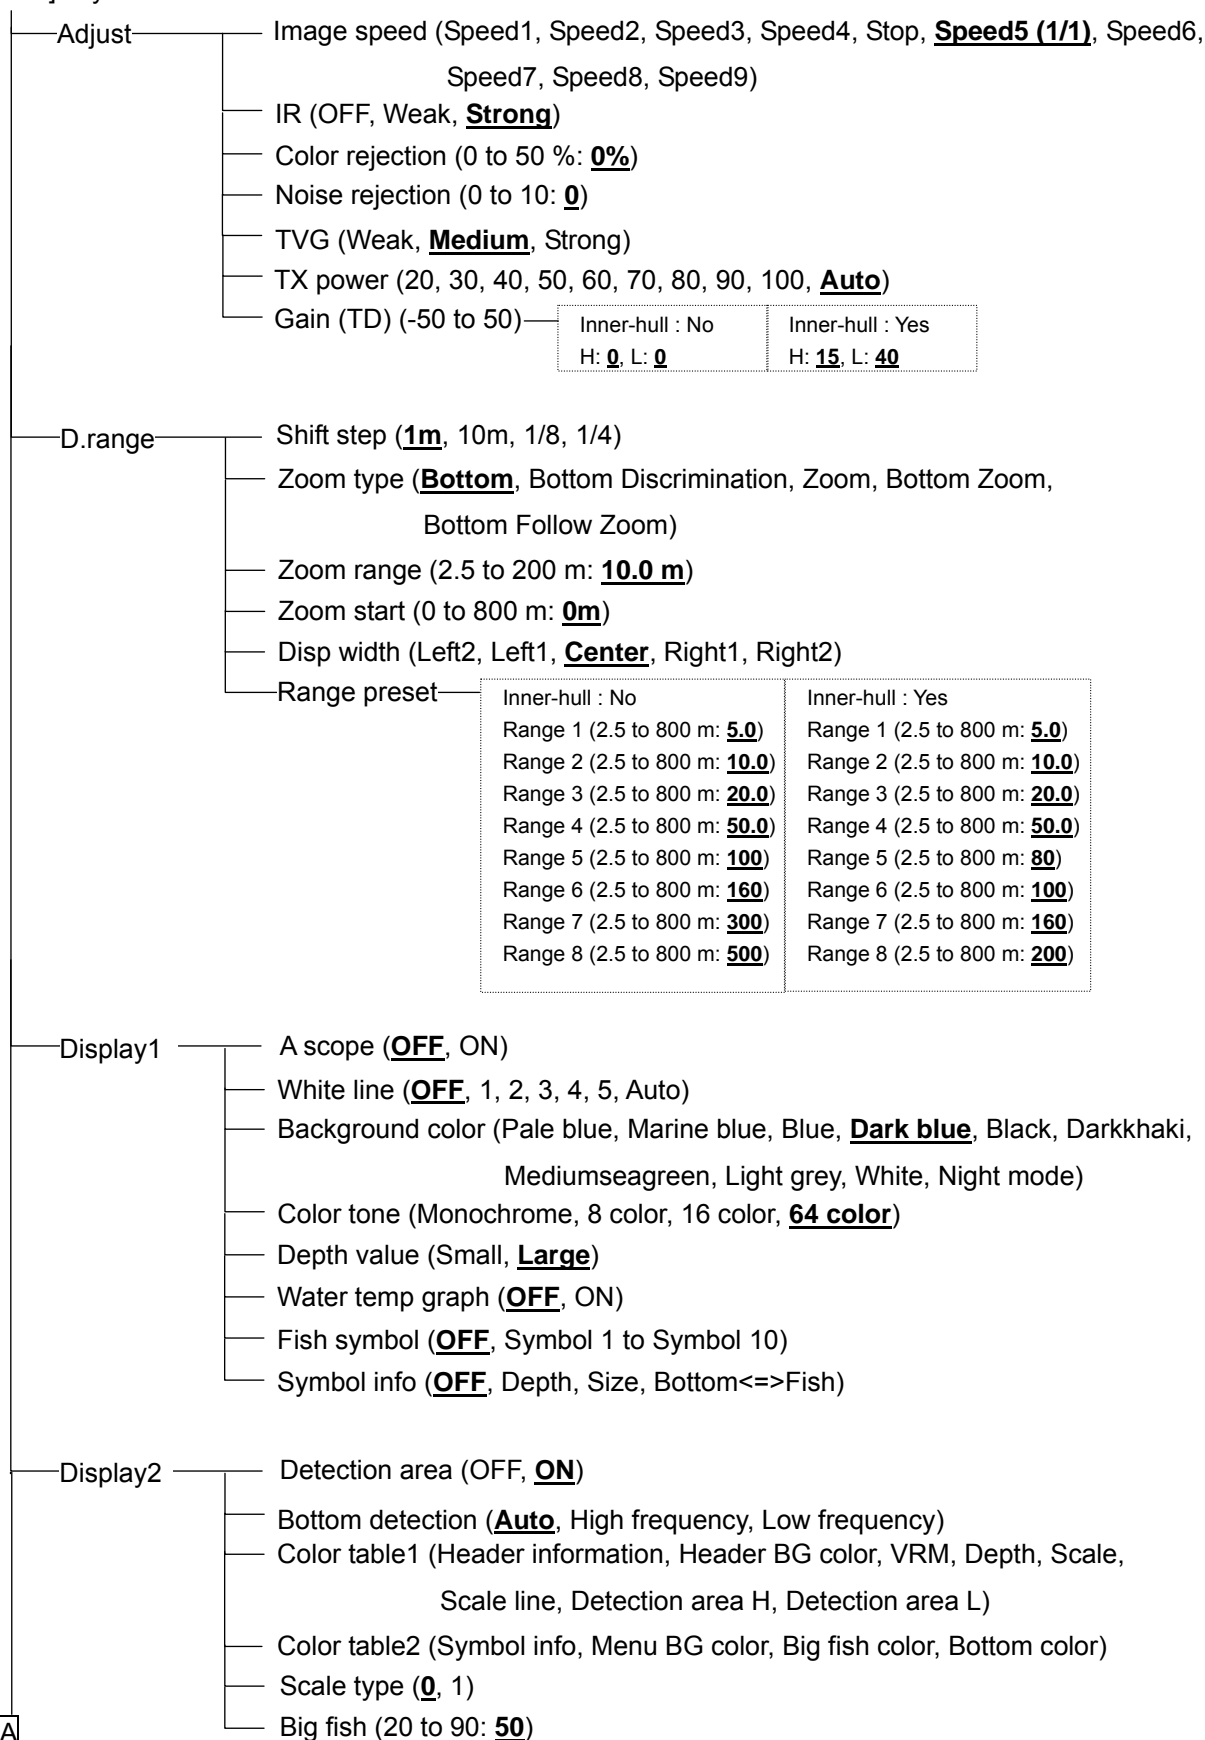 Adjust
Image speed (Speed1, Speed2, Speed3, Speed4, Stop, Speed5 (1/1), Speed6,
Speed7, Speed8, Speed9)
IR (OFF, Weak, Strong)
Color rejection (0 to 50 %: 0%)
Noise rejection (0 to 10: 0)
TVG (Weak, Medium, Strong)
TX power (20, 30, 40, 50, 60, 70, 80, 90, 100, Auto)
Gain (TD) (-50 to 50)
Inner-hull : No
H: 0, L: 0
Inner-hull : Yes
H: 15, L: 40
D.range
Shift step (1m, 10m, 1/8, 1/4)
Zoom type (Bottom, Bottom Discrimination, Zoom, Bottom Zoom,
Bottom Follow Zoom)
Zoom range (2.5 to 200 m: 10.0 m)
Zoom start (0 to 800 m: 0m)
Disp width (Left2, Left1, Center, Right1, Right2)
Range preset
Inner-hull : No
Range 1 (2.5 to 800 m: 5.0)
Range 2 (2.5 to 800 m: 10.0)
Range 3 (2.5 to 800 m: 20.0)
Range 4 (2.5 to 800 m: 50.0)
Range 5 (2.5 to 800 m: 100)
Range 6 (2.5 to 800 m: 160)
Range 7 (2.5 to 800 m: 300)
Range 8 (2.5 to 800 m: 500)
Inner-hull : Yes
Range 1 (2.5 to 800 m: 5.0)
Range 2 (2.5 to 800 m: 10.0)
Range 3 (2.5 to 800 m: 20.0)
Range 4 (2.5 to 800 m: 50.0)
Range 5 (2.5 to 800 m: 80)
Range 6 (2.5 to 800 m: 100)
Range 7 (2.5 to 800 m: 160)
Range 8 (2.5 to 800 m: 200)
Display1
A scope (OFF, ON)
White line (OFF, 1, 2, 3, 4, 5, Auto)
Background color (Pale blue, Marine blue, Blue, Dark blue, Black, Darkkhaki,
Mediumseagreen, Light grey, White, Night mode)
Color tone (Monochrome, 8 color, 16 color, 64 color)
Depth value (Small, Large)
Water temp graph (OFF, ON)
Fish symbol (OFF, Symbol 1 to Symbol 10)
Symbol info (OFF, Depth, Size, Bottom<=>Fish)
Display2
Detection area (OFF, ON)
Bottom detection (Auto, High frequency, Low frequency)
Color table1 (Header information, Header BG color, VRM, Depth, Scale,
Scale line, Detection area H, Detection area L)
Color table2 (Symbol info, Menu BG color, Big fish color, Bottom color)
Scale type (0, 1)
Big fish (20 to 90: 50)
A